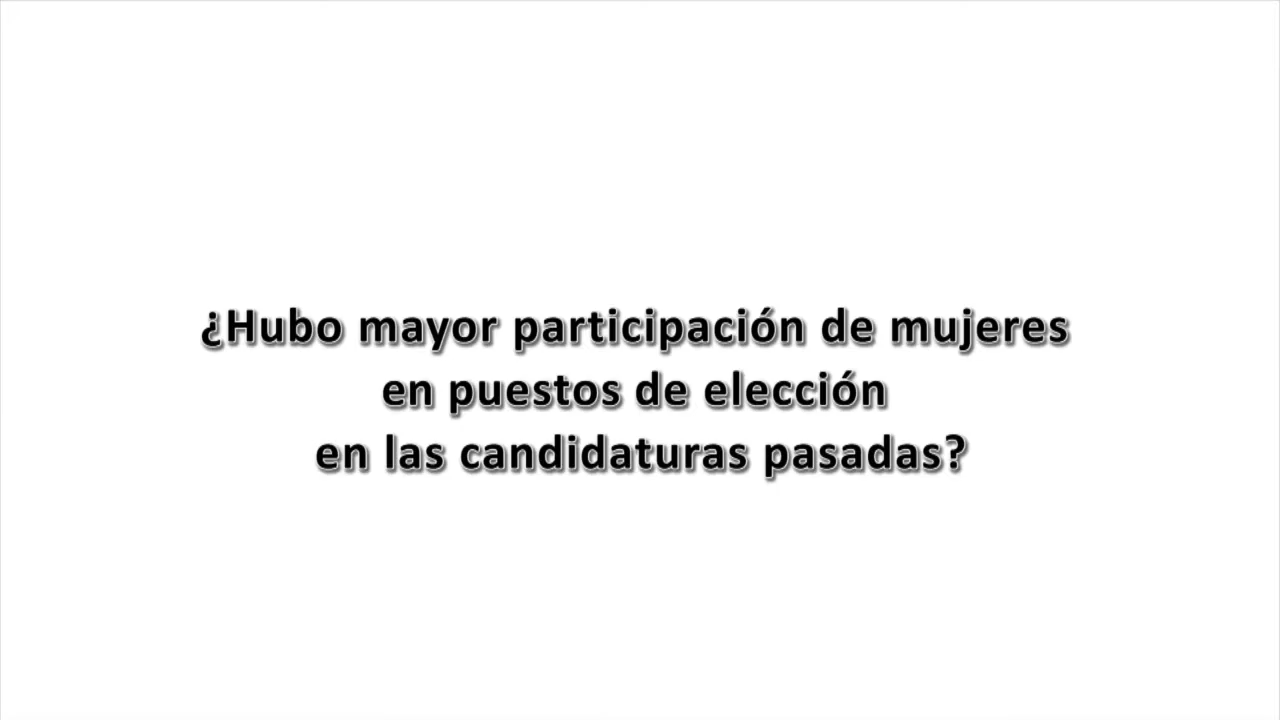 ¿Hubo mayor participación de mujeres
en puestos de elección
en las candidaturas pasadas?